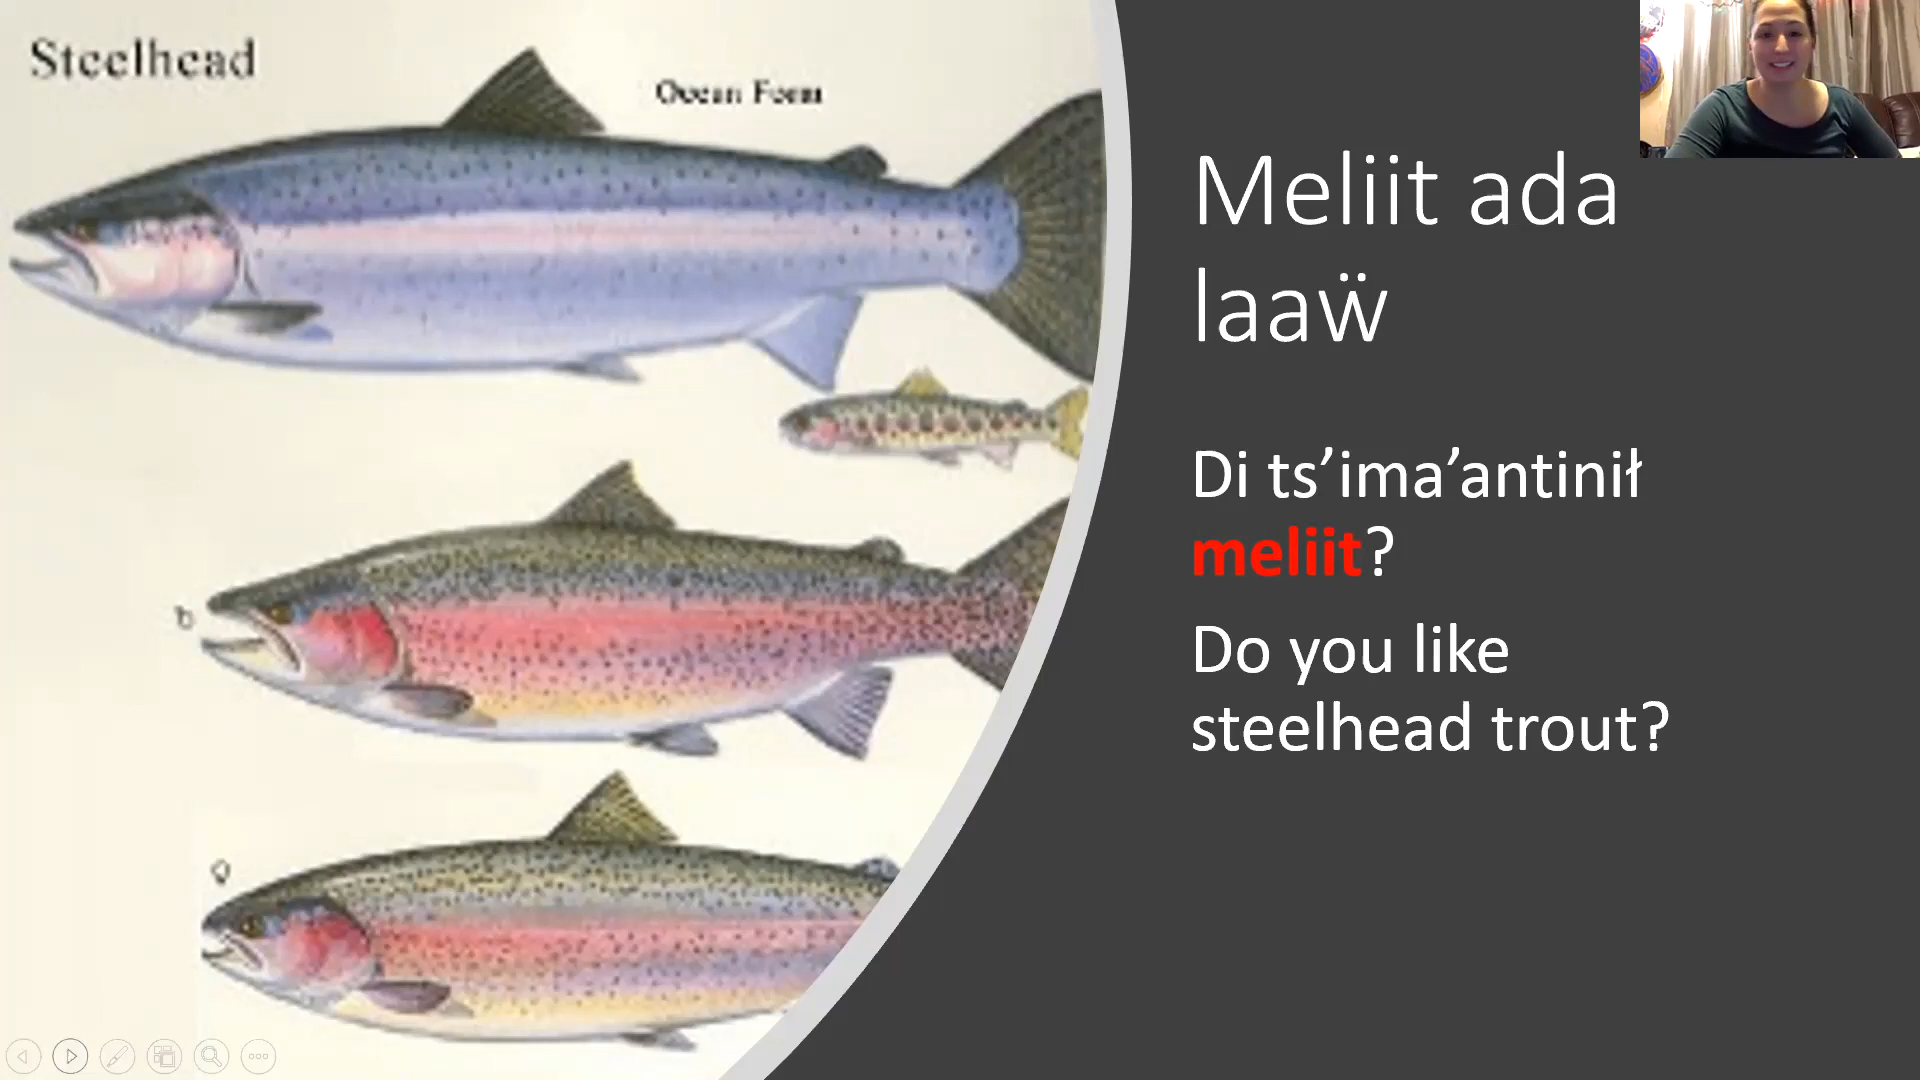 Steelhead
Ocean Form
Meliit ada
laaẅ
Di ts’ima’antinił
meliit?
Do you like
steelhead trout?